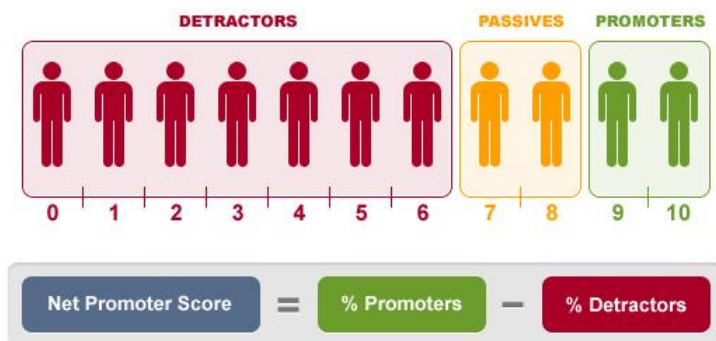 DETRACTORS PASSIVES PROMOTERS
0 1 2 3 4 5 6 7 8 9 10
Net Promoter Score = % Promoters − % Detractors